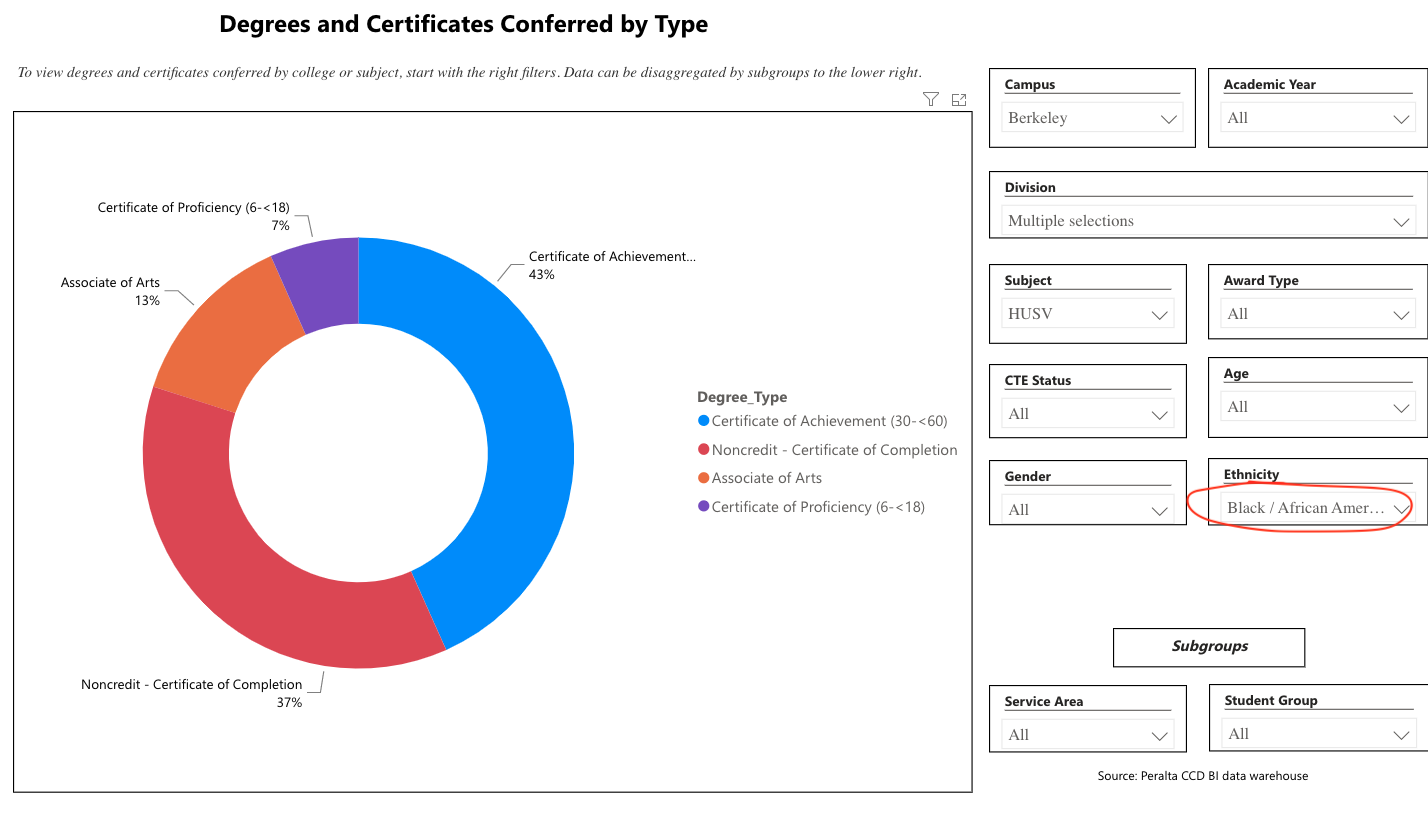 Degrees and Certificates Conferred by Type
To view degrees and certificates conferred by college or subject, start with the right filters. Data can be disaggregated by subgroups to the lower right.
Certificate of Proficiency (6-<18)
7%
Certificate of Achievement...
43%
Associate of Arts
13%
Noncredit - Certificate of Completion
37%
Degree_Type
Certificate of Achievement (30-<60)
Noncredit - Certificate of Completion
Associate of Arts
Certificate of Proficiency (6-<18)
Campus
Berkeley
Academic Year
All
Division
Multiple selections
Subject
HUSV
Award Type
All
CTE Status
All
Age
All
Gender
All
Ethnicity
Black / African Amer...
Subgroups
Service Area
All
Student Group
All
Source: Peralta CCD BI data warehouse